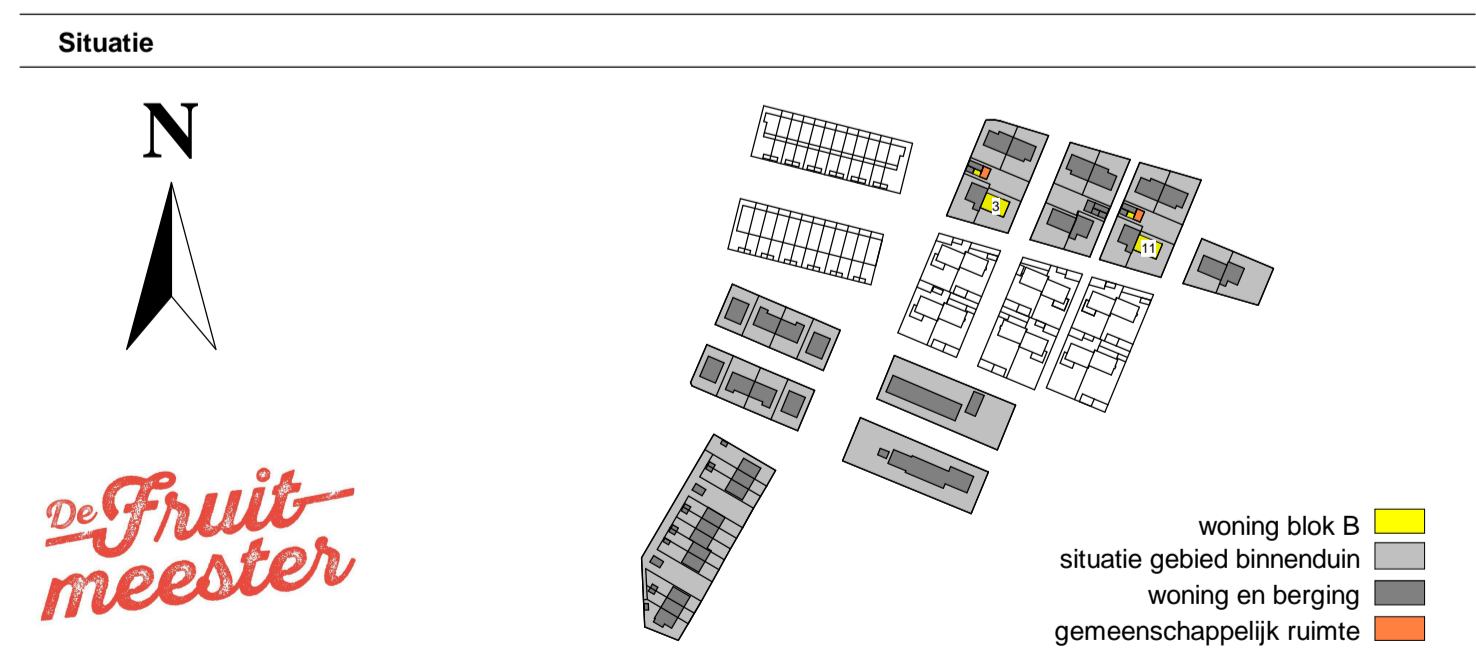 Situatie
N
3
11
De Fruit-
meester
woning blok B
situatie gebied binnenduin
woning en berging
gemeenschappelijk ruimte